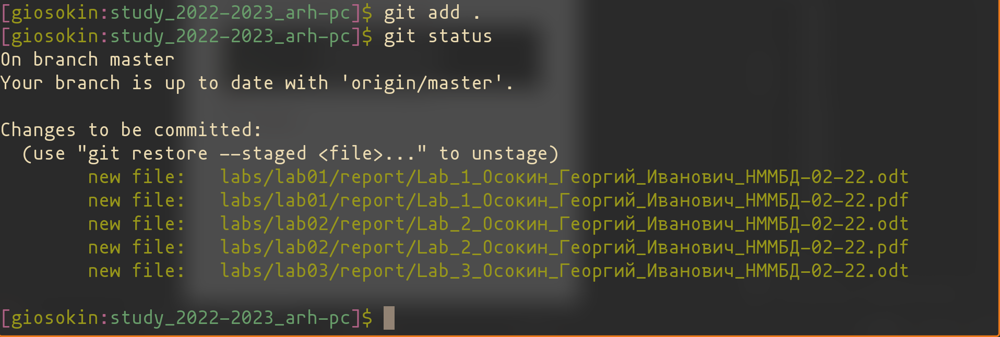 [giosokin:study_2022-2023_arh-pc]$ git add .
[giosokin:study_2022-2023_arh-pc]$ git status
On branch master
Your branch is up to date with 'origin/master'.
Changes to be committed:
(use "git restore --staged <file>..." to unstage)
new file: labs/lab01/report/Lab_1_Осокин_Георгий_Иванович_НММБД-02-22.odt
new file: labs/lab01/report/Lab_1_Осокин_Георгий_Иванович_НММБД-02-22.pdf
new file: labs/lab02/report/Lab_2_Осокин_Георгий_Иванович_НММБД-02-22.odt
new file: labs/lab02/report/Lab_2_Осокин_Георгий_Иванович_НММБД-02-22.pdf
new file: labs/lab03/report/Lab_3_Осокин_Георгий_Иванович_НММБД-02-22.odt
[giosokin:study_2022-2023_arh-pc]$